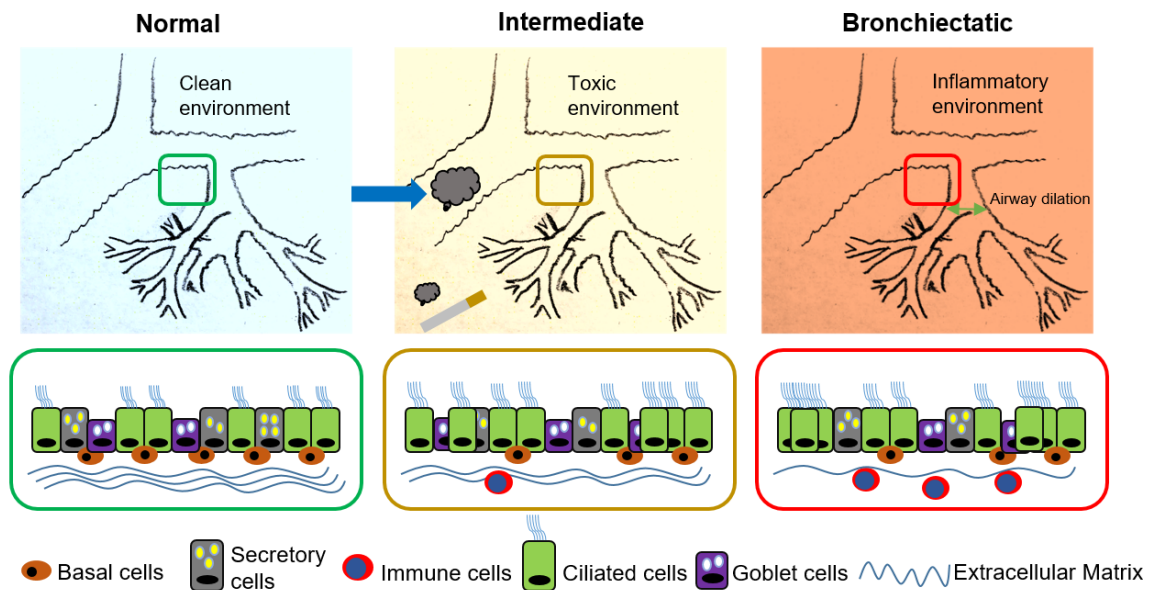 Normal
Intermediate
Bronchiectatic
Clean
environment
Toxic
environment
Inflammatory
environment
Airway dilation
Basal cells
Secretory
cells
Immune cells
Ciliated cells
Goblet cells
Extracellular Matrix